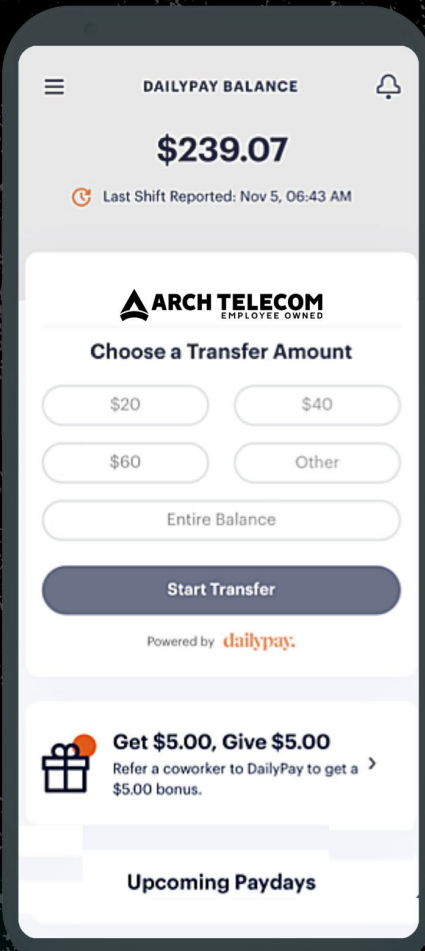 DAILYPAY BALANCE
$239.07
Last Shift Reported: Nov 5, 06:43 AM
ARCH TELECOM
EMPLOYEE OWNED
Choose a Transfer Amount
$20
$40
$60
Other
Entire Balance
Start Transfer
Powered by dailypay.
Get $5.00, Give $5.00
Refer a coworker to DailyPay to get a
$5.00 bonus.
Upcoming Paydays